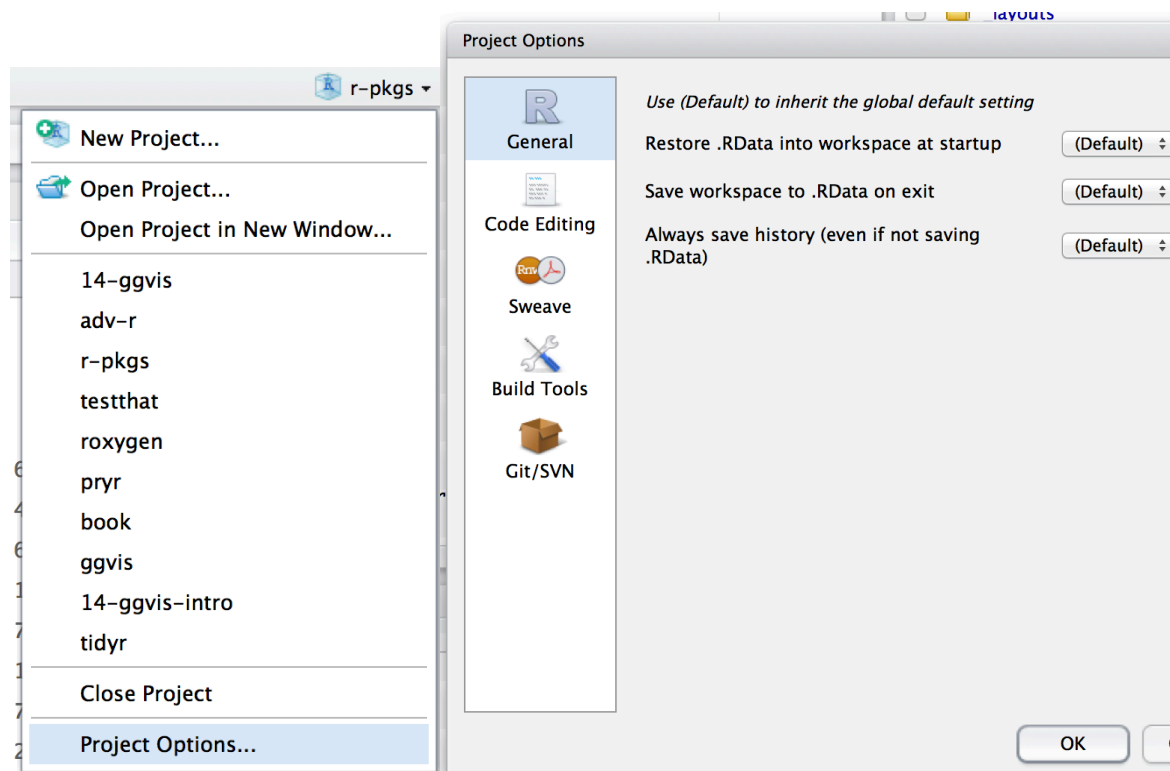 _layouts
Project Options
r-pkgs
New Project...
Open Project...
Open Project in New Window...
14-ggvis
adv-r
r-pkgs
testthat
roxygen
pryr
book
ggvis
14-ggvis-intro
tidyr
Close Project
Project Options...
General
Code Editing
Sweave
Build Tools
Git/SVN
Use (Default) to inherit the global default setting
Restore .RData into workspace at startup
(Default)
Save workspace to .RData on exit
(Default)
Always save history (even if not saving
.RData)
(Default)
OK